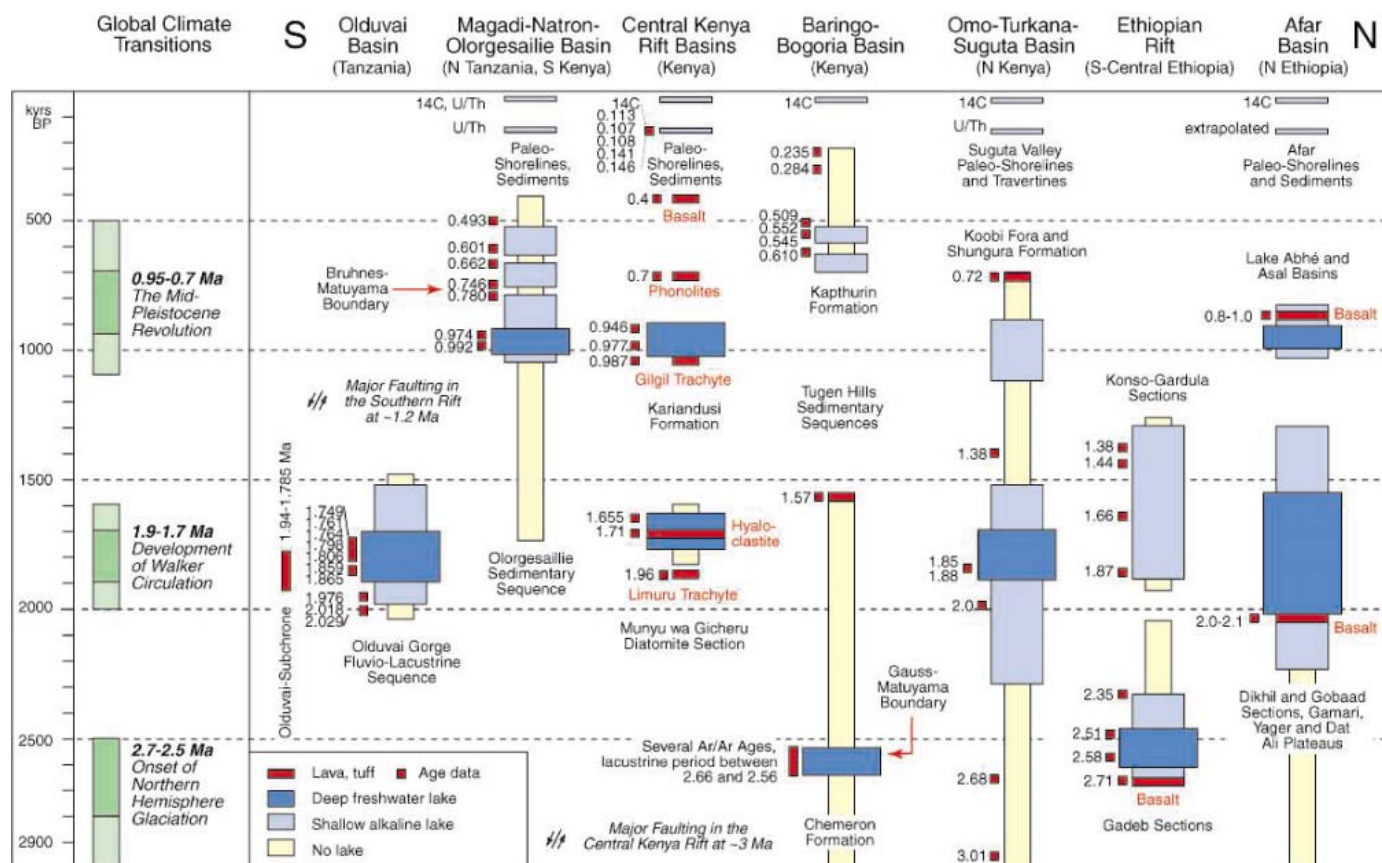 Global Climate
Transitions
S
Olduvai
Basin
(Tanzania)
Magadi-Natron-
Olorgesailie Basin
(N Tanzania, S Kenya)
Central Kenya
Rift Basins
(Kenya)
Baringo-
Bogoria Basin
(Kenya)
Omo-Turkana-
Suguta Basin
(N Kenya)
Ethiopian
Rift
(S-Central Ethiopia)
Afar
Basin
(N Ethiopia)
N
kyrs
BP
500
1000
1500
2000
2500
2900
0.95-0.7 Ma
The Mid-
Pleistocene
Revolution
1.9-1.7 Ma
Development
of Walker
Circulation
2.7-2.5 Ma
Onset of
Northern
Hemisphere
Glaciation
Olduvai-Subchrone
1.94-1.785 Ma
1.749
1.761
1.764
1.798
1.806
1.859
1.865
1.976
2.018
2.029
Olduvai Gorge
Fluvio-Lacustrine
Sequence
Major Faulting in
the Southern Rift
at ~1.2 Ma
Bruhnes-
Matuyama
Boundary
14C, U/Th
U/Th
Paleo-
Shorelines,
Sediments
0.493
0.601
0.662
0.746
0.780
0.974
0.992
Olorgesaillie
Sedimentary
Sequence
14C
0.113
0.107
0.108
0.141
0.146
Paleo-
Shorelines,
Sediments
0.4
Basalt
0.7
Phonolites
0.946
0.977
0.987
Gilgil Trachyte
Kariandusi
Formation
1.655
1.71
Hyalo-
clastite
1.96
Limuru Trachyte
Munyu wa Gicheru
Diatomite Section
14C
0.235
0.284
0.509
0.552
0.545
0.610
Kapthurin
Formation
Tugen Hills
Sedimentary
Sequences
1.57
Gauss-
Matuyama
Boundary
Several Ar/Ar Ages,
lacustrine period between
2.66 and 2.56
Chemeron
Formation
Major Faulting in the
Central Kenya Rift at ~3 Ma
14C
U/Th
Suguta Valley
Paleo-Shorelines
and Travertines
Koobi Fora and
Shungura Formation
0.72
1.38
1.85
1.88
2.0
2.68
3.01
Konso-Gardula
Sections
1.38
1.44
1.66
1.87
2.35
2.51
2.58
2.71
Basalt
Gadeb Sections
14C
extrapolated
Afar
Paleo-Shorelines
and Sediments
Lake Abhé and
Asal Basins
0.8-1.0
Basalt
2.0-2.1
Basalt
Dikhil and Gobaad
Sections, Gamari,
Yager and Dat
Ali Plateaus
Lava, tuff
Age data
Deep freshwater lake
Shallow alkaline lake
No lake